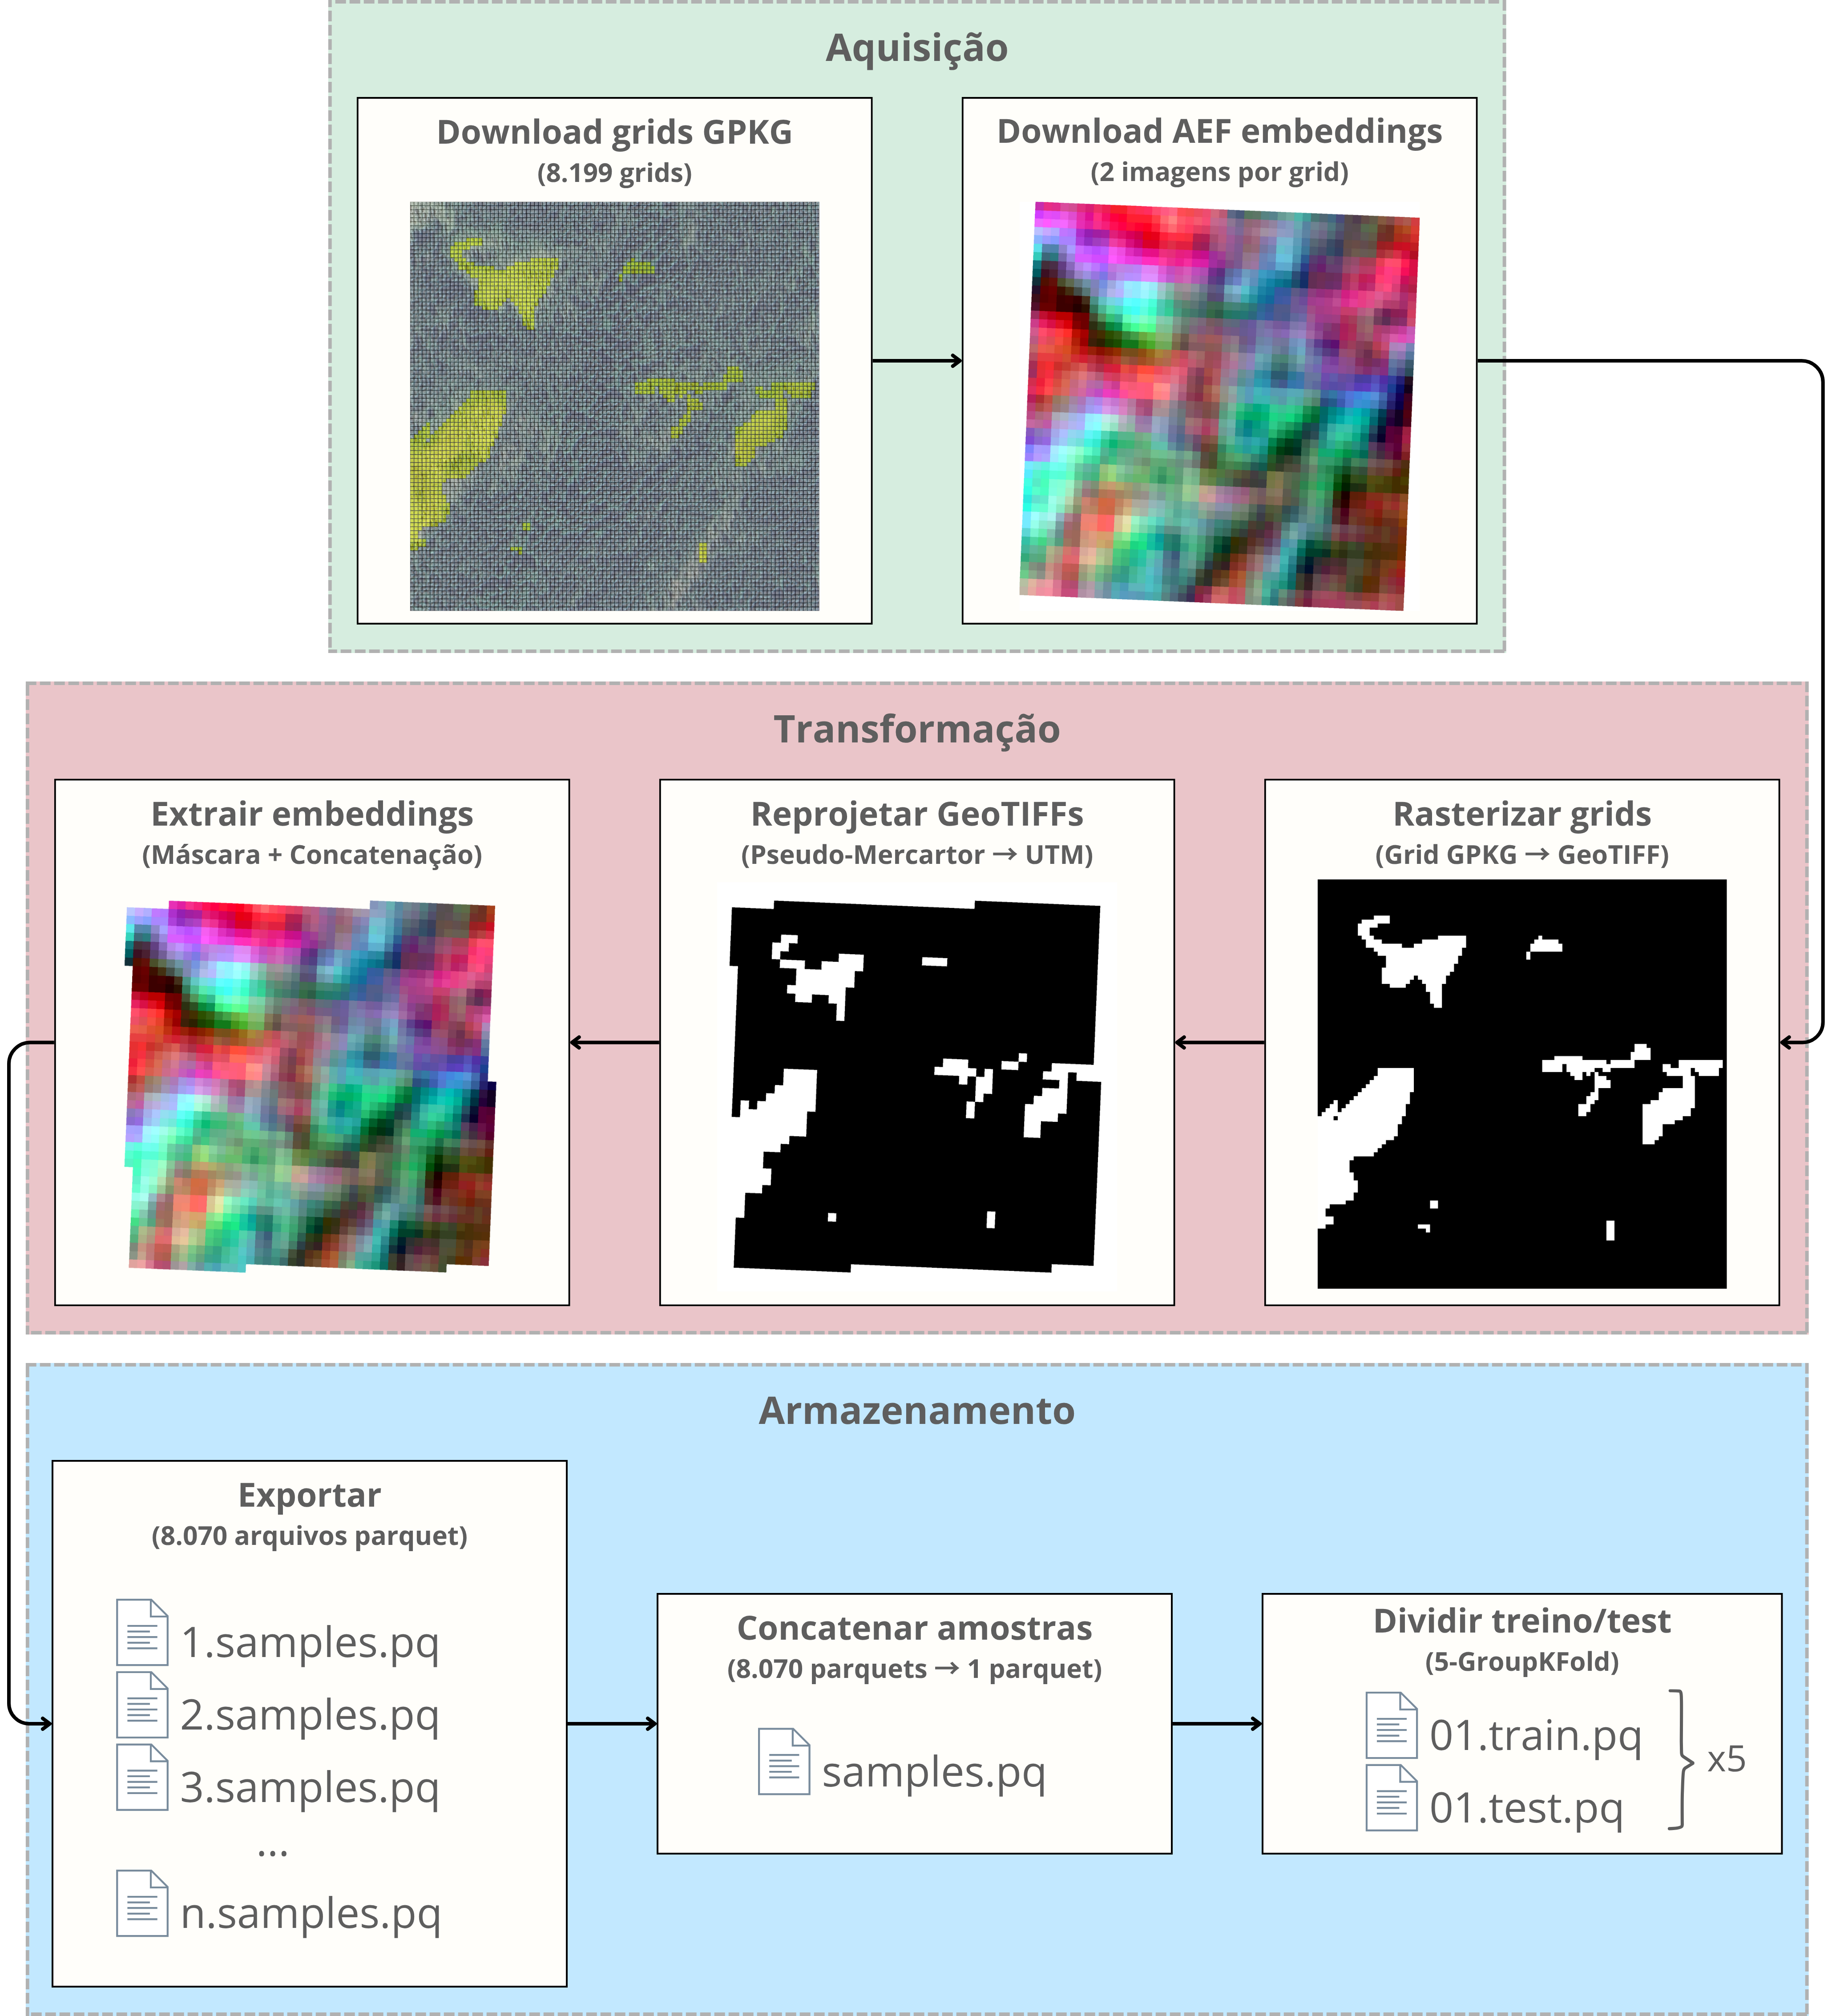 Aquisição
Download grids GPKG
(8.199 grids)
Download AEF embeddings
(2 imagens por grid)
Transformação
Extrair embeddings
(Máscara + Concatenação)
Reprojetar GeoTIFFs
(Pseudo-Mercartor → UTM)
Rasterizar grids
(Grid GPKG → GeoTIFF)
Armazenamento
Exportar
(8.070 arquivos parquet)
1.samples.pq
2.samples.pq
3.samples.pq
...
n.samples.pq
Concatenar amostras
(8.070 parquets → 1 parquet)
samples.pq
Dividir treino/test
(5-GroupKFold)
01.train.pq
01.test.pq
x5